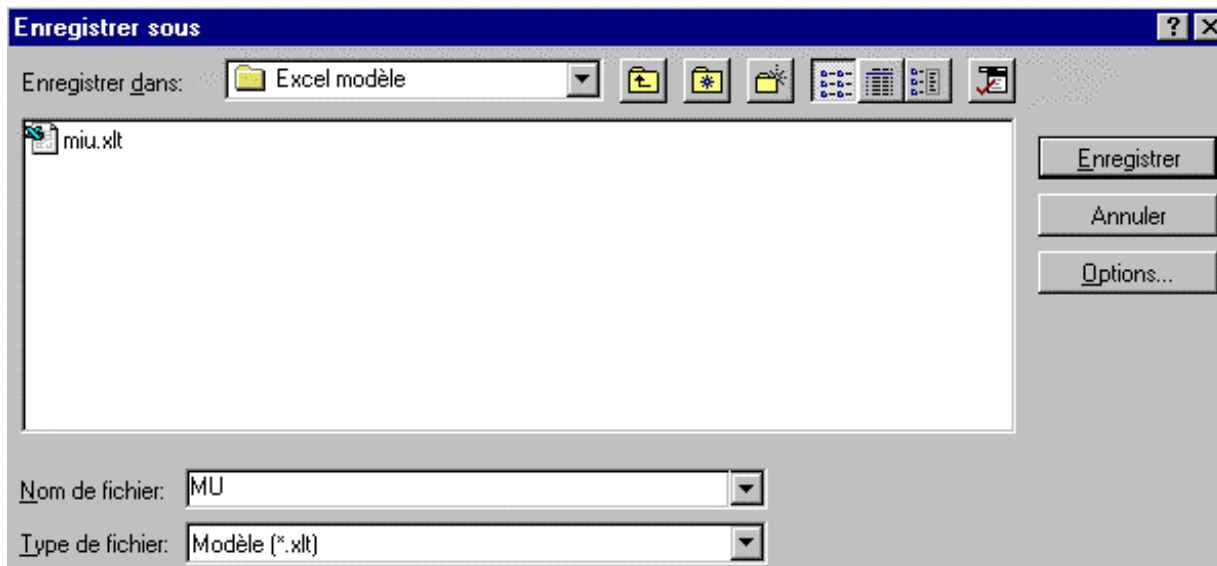 Enregistrer sous
Enregistrer dans: Excel modèle
miu.xlt
Enregistrer
Annuler
Options...
Nom de fichier: MU
Type de fichier: Modèle (*.xlt)